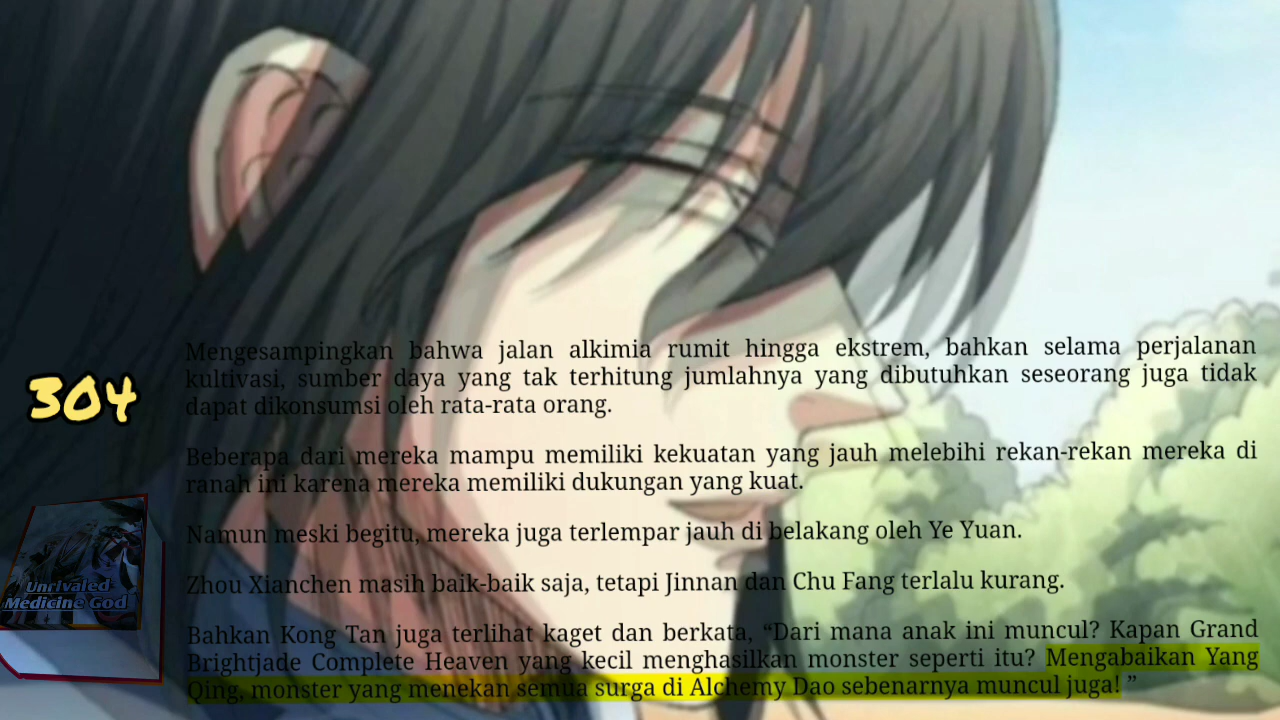 Mengesampingkan bahwa jalan alkimia rumit hingga ekstrem, bahkan selama perjalanan
kultivasi, sumber daya yang tak terhitung jumlahnya yang dibutuhkan seseorang juga tidak
dapat dikonsumsi oleh rata-rata orang.
304
Beberapa dari mereka mampu memiliki kekuatan yang jauh melebihi rekan-rekan mereka di
ranah ini karena mereka memiliki dukungan yang kuat.
Namun meski begitu, mereka juga terlempar jauh di belakang oleh Ye Yuan.
Zhou Xianchen masih baik-baik saja, tetapi Jinnan dan Chu Fang terlalu kurang.
Unrivaled
Medicine God
Bahkan Kong Tan juga terlihat kaget dan berkata, “Dari mana anak ini muncul? Kapan Grand
Brightjade Complete Heaven yang kecil menghasilkan monster seperti itu? Mengabaikan Yang
Qing, monster yang menekan semua surga di Alchemy Dao sebenarnya muncul juga! ”